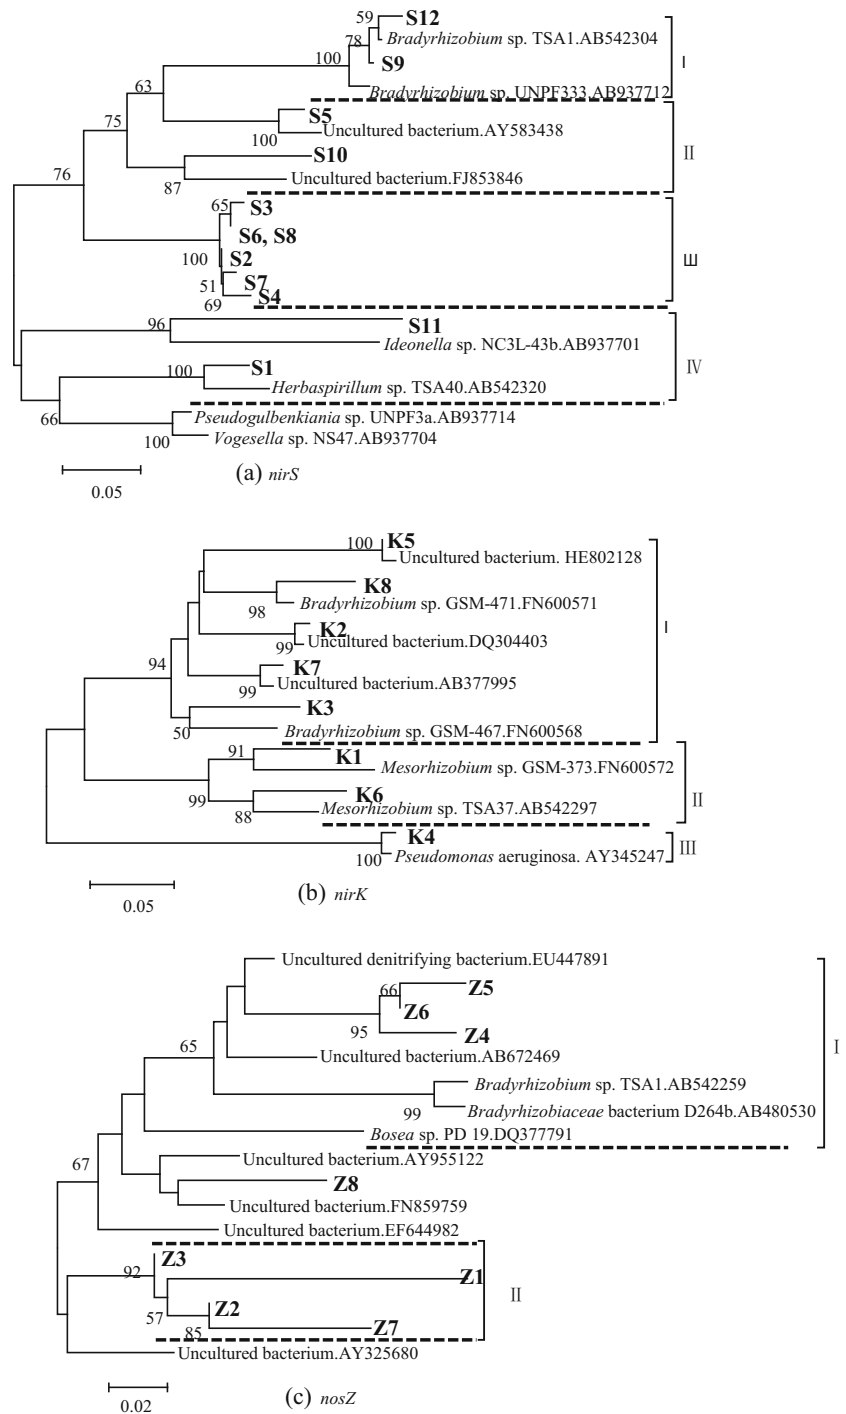 59
S12
Bradyrhizobium sp. TSA1.AB542304
78
100
S9
I
Bradyrhizobium sp. UNPF333.AB937712
63
S5
75
Uncultured bacterium.AY583438
100
II
S10
76
87
Uncultured bacterium.FJ853846
65
S3
S6, S8
100
S2
Ш
51
S7
69
S4
96
S11
Ideonella sp. NC3L-43b.AB937701
100
S1
IV
Herbaspirillum sp. TSA40.AB542320
66
Pseudogulbenkiania sp. UNPF3a.AB937714
100
Vogesella sp. NS47.AB937704
0.05
(a) nirS
100
K5
Uncultured bacterium. HE802128
K8
98
Bradyrhizobium sp. GSM-471.FN600571
K2
I
99
Uncultured bacterium.DQ304403
94
K7
99
Uncultured bacterium.AB377995
K3
50
Bradyrhizobium sp. GSM-467.FN600568
91
K1
Mesorhizobium sp. GSM-373.FN600572
99
K6
II
88
Mesorhizobium sp. TSA37.AB542297
K4
III
100
Pseudomonas aeruginosa. AY345247
0.05
(b) nirK
Uncultured denitrifying bacterium.EU447891
66
Z5
Z6
95
Z4
65
I
Uncultured bacterium.AB672469
Bradyrhizobium sp. TSA1.AB542259
99
Bradyrhizobiaceae bacterium D264b.AB480530
Bosea sp. PD 19.DQ377791
67
Uncultured bacterium.AY955122
Z8
Uncultured bacterium.FN859759
Uncultured bacterium.EF644982
Z3
92
Z1
57
Z2
II
85
Z7
Uncultured bacterium.AY325680
0.02
(c) nosZ